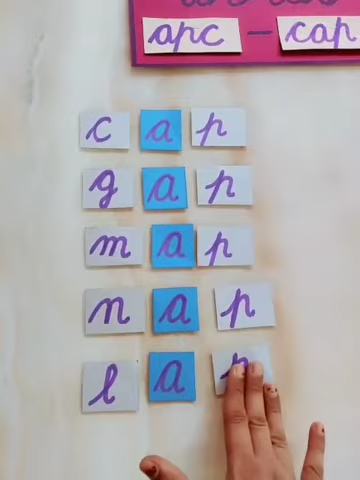 apc - cap
c a p
g a p
m a p
n a p
l a p